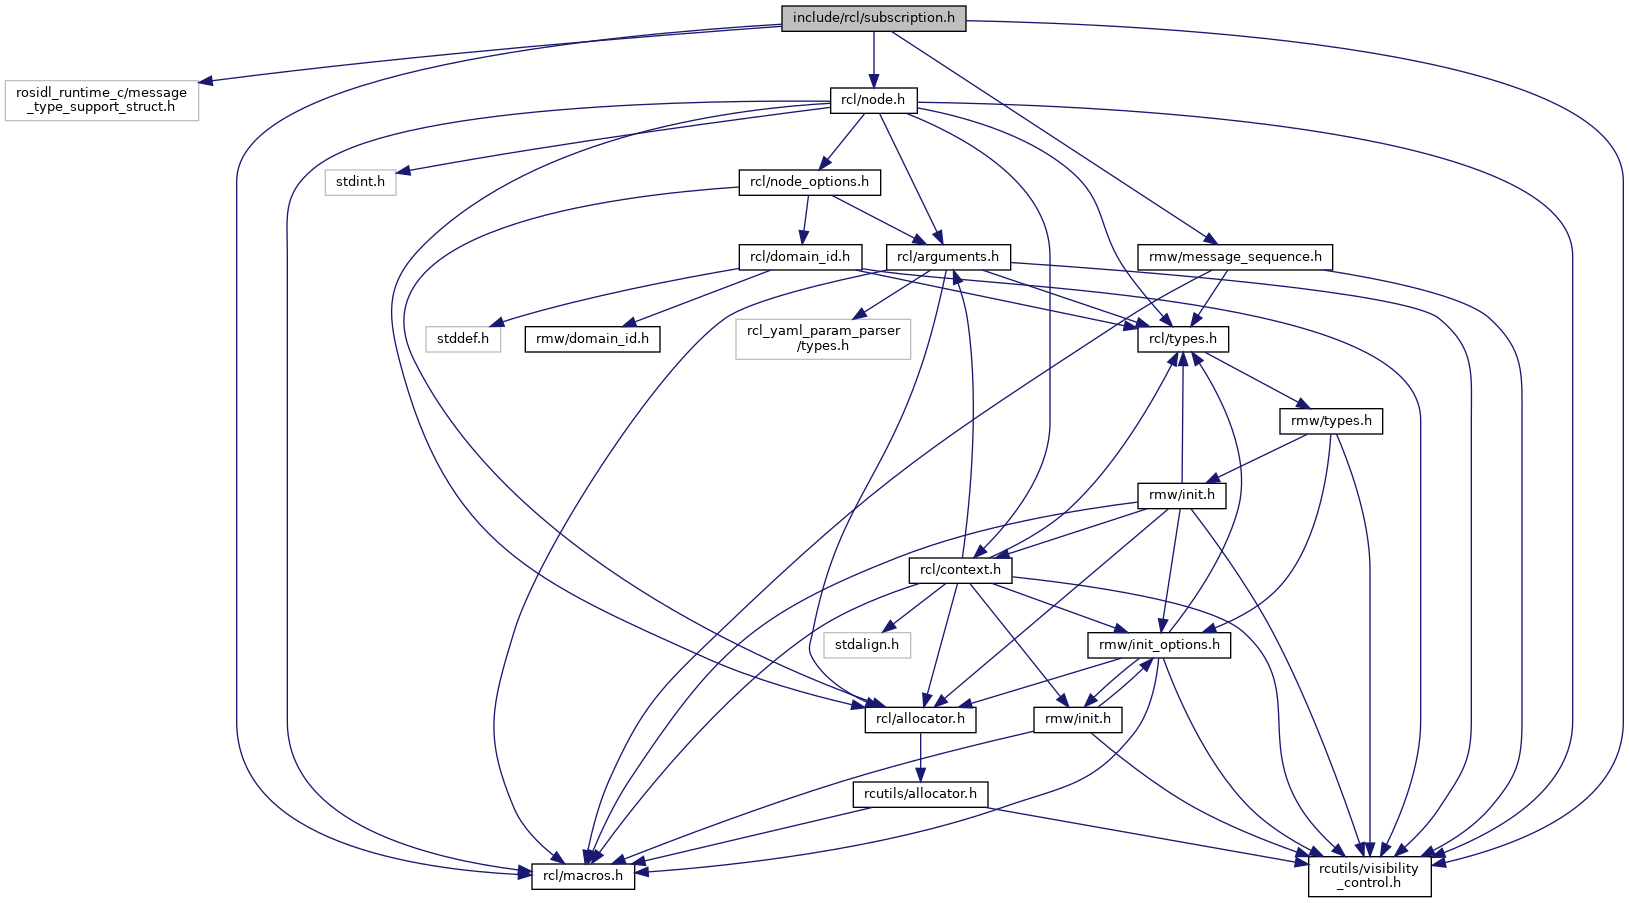 include/rcl/subscription.h
rosidl_runtime_c/message
_type_support_struct.h
rcl/node.h
stdint.h
rcl/node_options.h
rcl/domain_id.h
rcl/arguments.h
rmw/message_sequence.h
stddef.h
rmw/domain_id.h
rcl_yaml_param_parser
/types.h
rcl/types.h
rmw/types.h
rmw/init.h
rcl/context.h
stdalign.h
rmw/init_options.h
rcl/allocator.h
rmw/init.h
rcutils/allocator.h
rcl/macros.h
rcutils/visibility
_control.h